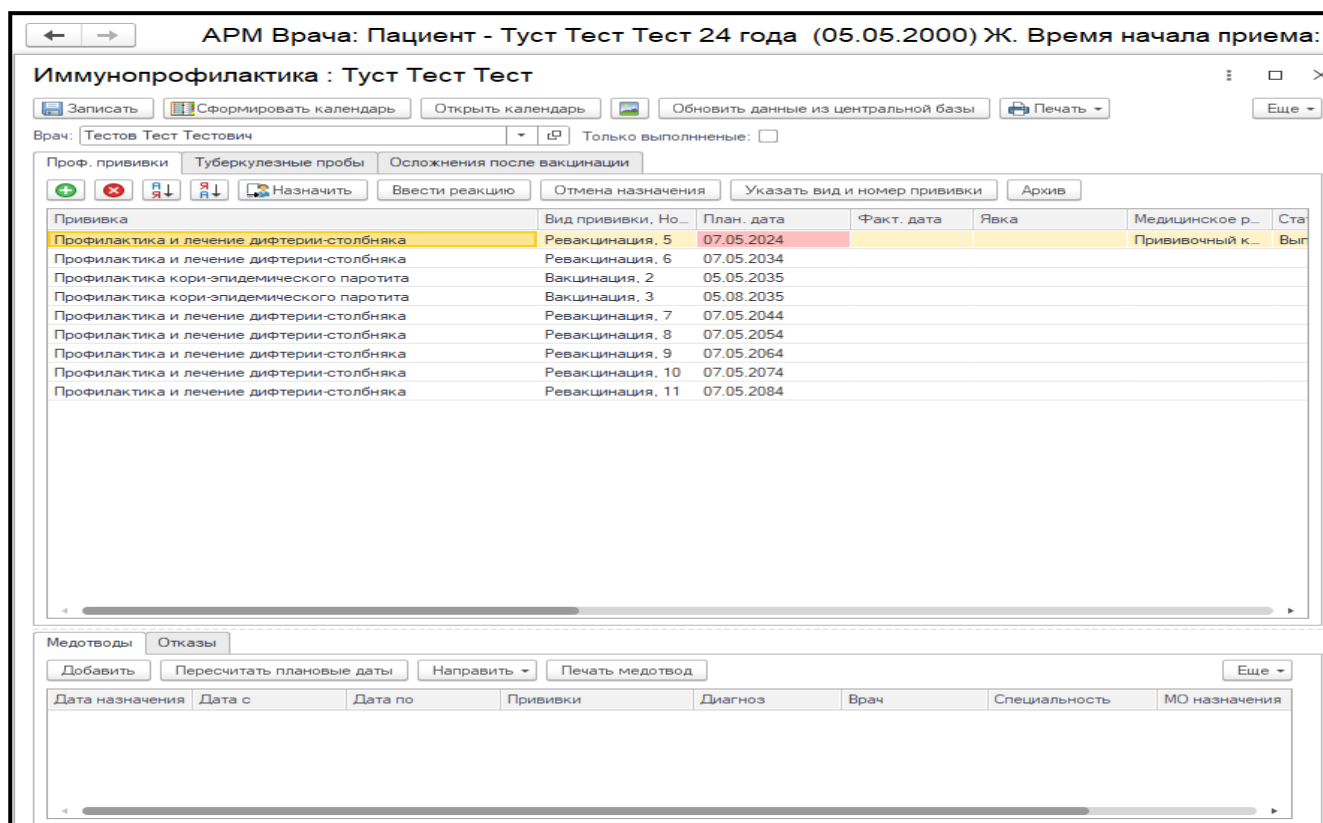 АРМ Врача: Пациент - Туст Тест Тест 24 года (05.05.2000) Ж. Время начала приема:
Иммунопрофилактика : Туст Тест Тест
Записать Сформировать календарь Открыть календарь Обновить данные из центральной базы Печать Еще
Врач: Тестов Тест Тестович Только выполнненые:
Проф. прививки Туберкулезные пробы Осложнения после вакцинации
Назначить Ввести реакцию Отмена назначения Указать вид и номер прививки Архив
Прививка Вид прививки, Но... План. дата Факт. дата Явка Медицинское р... Ста
Профилактика и лечение дифтерии-столбняка Ревакцинация, 5 07.05.2024 Прививочный к... Вып
Профилактика и лечение дифтерии-столбняка Ревакцинация, 6 07.05.2034
Профилактика кори-эпидемического паротита Вакцинация, 2 05.05.2035
Профилактика кори-эпидемического паротита Вакцинация, 3 05.08.2035
Профилактика и лечение дифтерии-столбняка Ревакцинация, 7 07.05.2044
Профилактика и лечение дифтерии-столбняка Ревакцинация, 8 07.05.2054
Профилактика и лечение дифтерии-столбняка Ревакцинация, 9 07.05.2064
Профилактика и лечение дифтерии-столбняка Ревакцинация, 10 07.05.2074
Профилактика и лечение дифтерии-столбняка Ревакцинация, 11 07.05.2084
Медотводы Отказы
Добавить Пересчитать плановые даты Направить Печать медотвод Еще
Дата назначения Дата с Дата по Прививки Диагноз Врач Специальность МО назначения